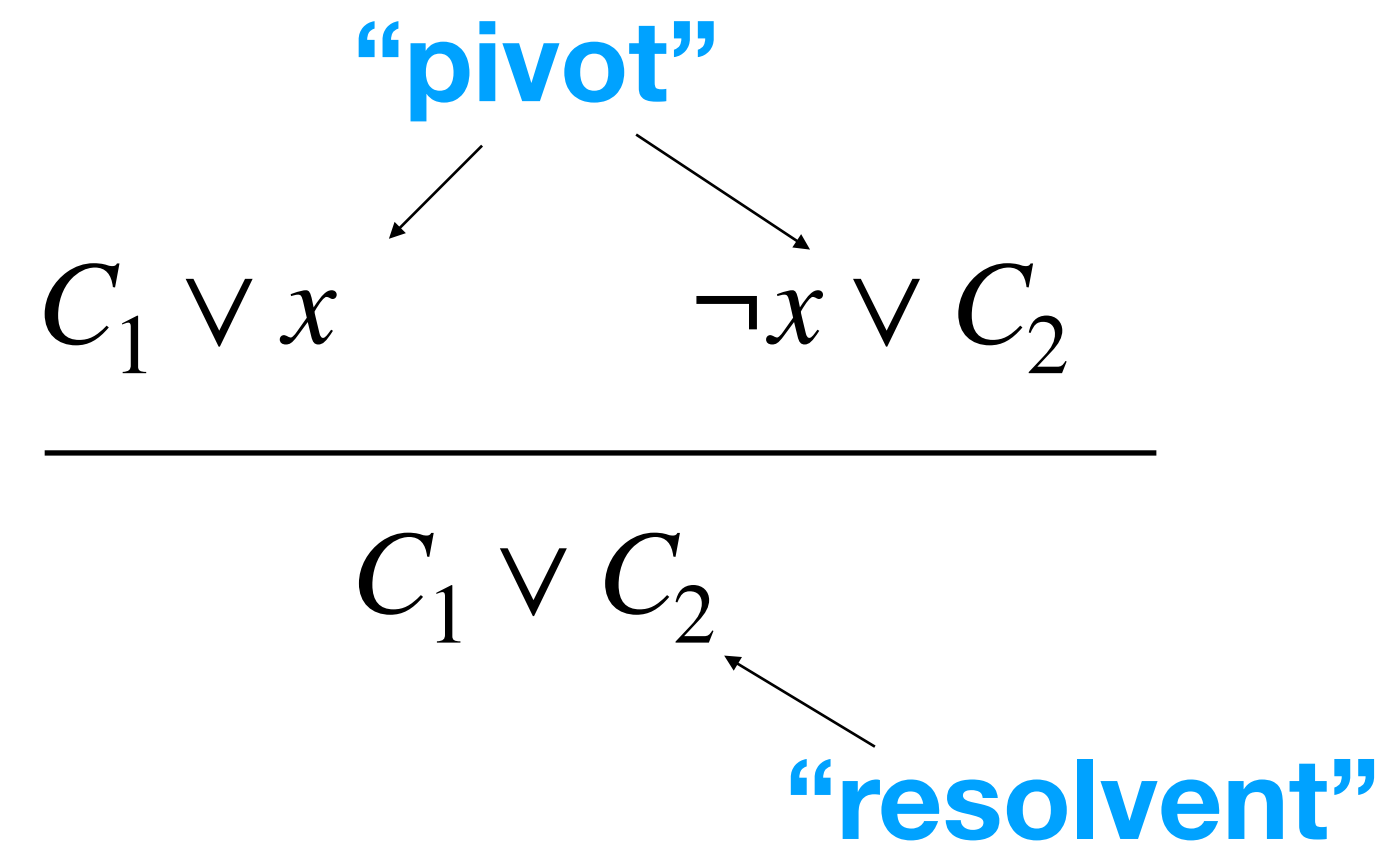 “pivot”
C₁ ∨ x ¬x ∨ C₂
C₁ ∨ C₂
“resolvent”